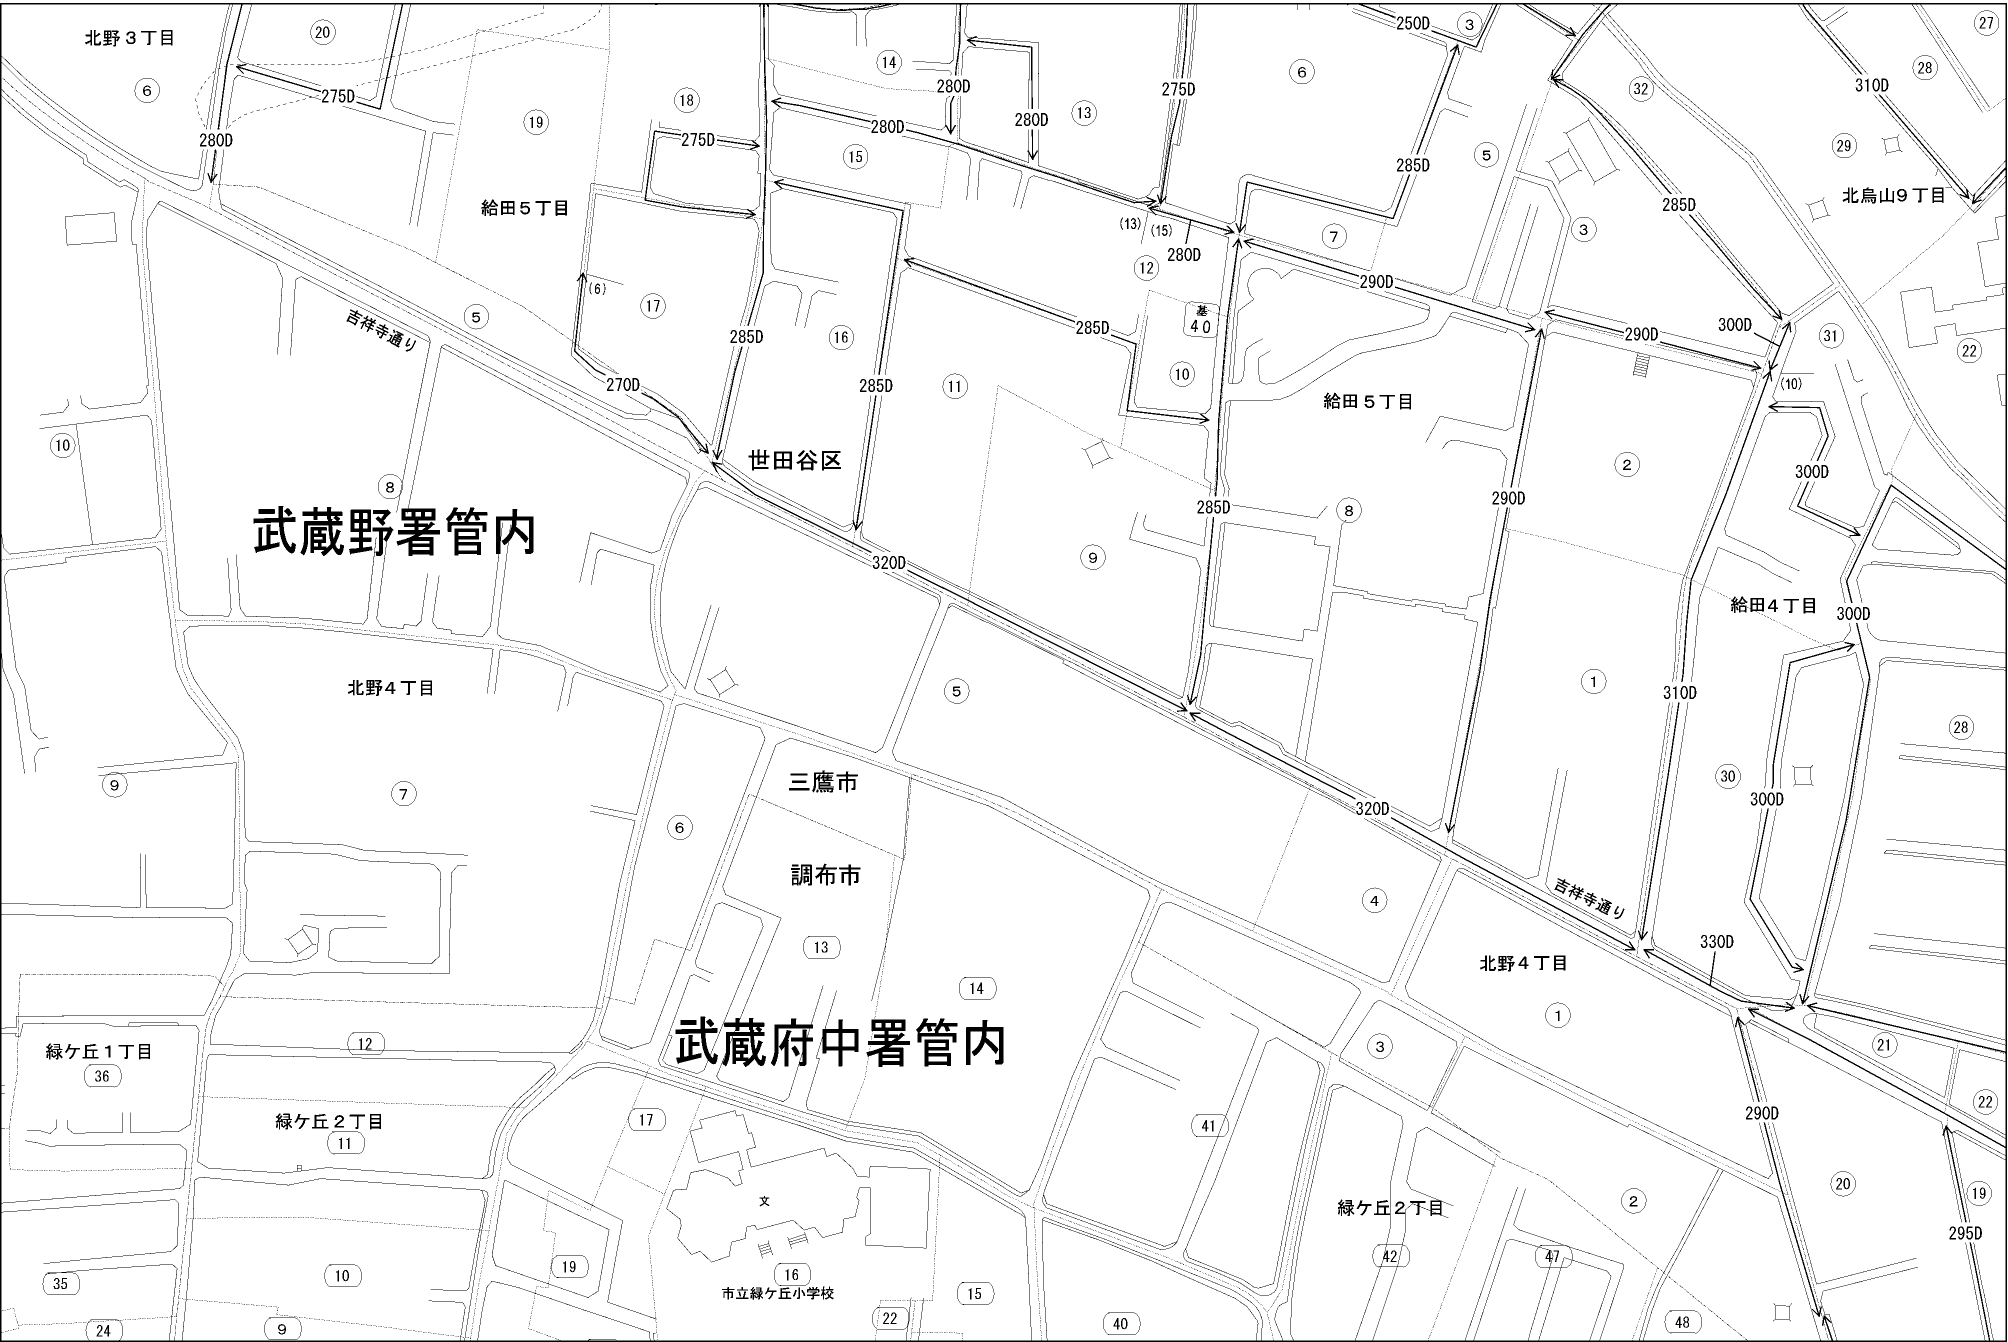 北野３丁目
20
6
280D
275D
19
18
275D
給田５丁目
14
280D
280D
15
280D
13
275D
250D
3
6
5
285D
7
32
310D
27
28
29
北烏山９丁目
285D
3
(13)
(15)
280D
12
基
40
290D
5
吉祥寺通り
(6)
17
270D
285D
16
285D
11
285D
10
290D
300D
31
22
(10)
給田５丁目
2
300D
10
8
世田谷区
武蔵野署管内
285D
290D
8
9
320D
給田４丁目
300D
北野４丁目
5
1
310D
28
三鷹市
9
7
6
320D
30
300D
調布市
4
吉祥寺通り
13
14
330D
北野４丁目
1
武蔵府中署管内
緑ケ丘１丁目
36
12
3
21
22
緑ケ丘２丁目
11
17
41
290D
文
緑ケ丘２丁目
2
20
19
295D
35
10
19
16
市立緑ケ丘小学校
42
47
24
9
22
15
40
48